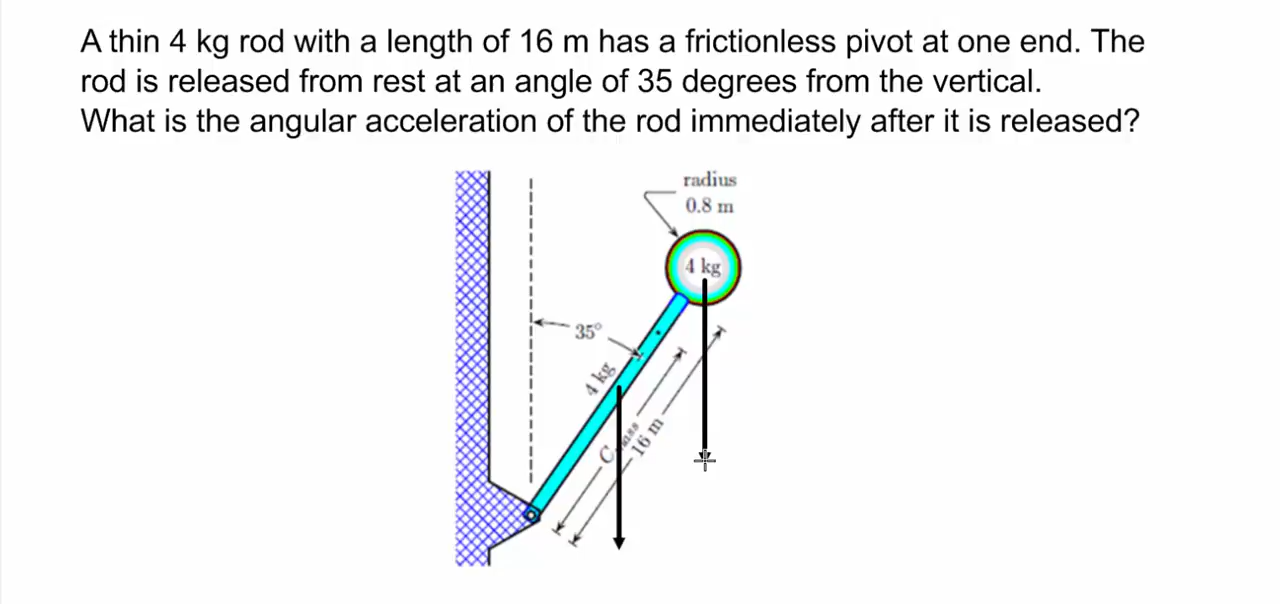 A thin 4 kg rod with a length of 16 m has a frictionless pivot at one end. The
rod is released from rest at an angle of 35 degrees from the vertical.
What is the angular acceleration of the rod immediately after it is released?
radius
0.8 m
4 kg
35°
4 kg
16 m